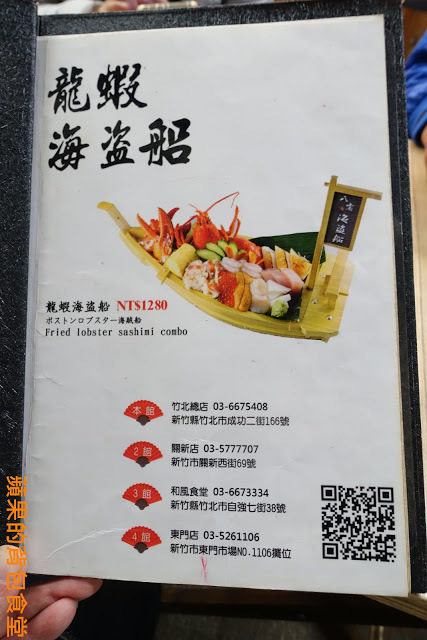 龍蝦
海盜船
八庵
海盜船
龍蝦海盜船 NT$1280
ボストンロブスター海賊船
Fried lobster sashimi combo
本館
竹北總店 03-6675408
新竹縣竹北市成功二街166號
2館
關新店 03-5777707
新竹市關新西街69號
3館
和風食堂 03-6673334
新竹縣竹北市自強七街38號
4館
東門店 03-5261106
新竹市東門市場NO.1106攤位
蘋果的背包食堂